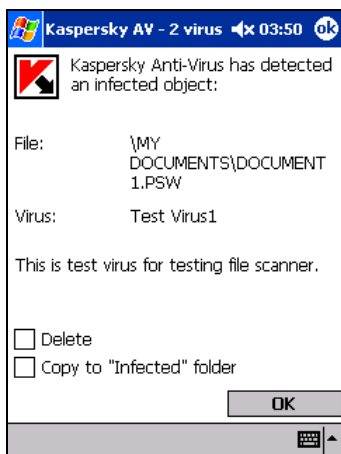 Kaspersky AV - 2 virus 03:50 ok
Kaspersky Anti-Virus has detected
an infected object:
File: \MY
DOCUMENTS\DOCUMENT
1.PSW
Virus: Test Virus1
This is test virus for testing file scanner.
Delete
Copy to "Infected" folder
OK